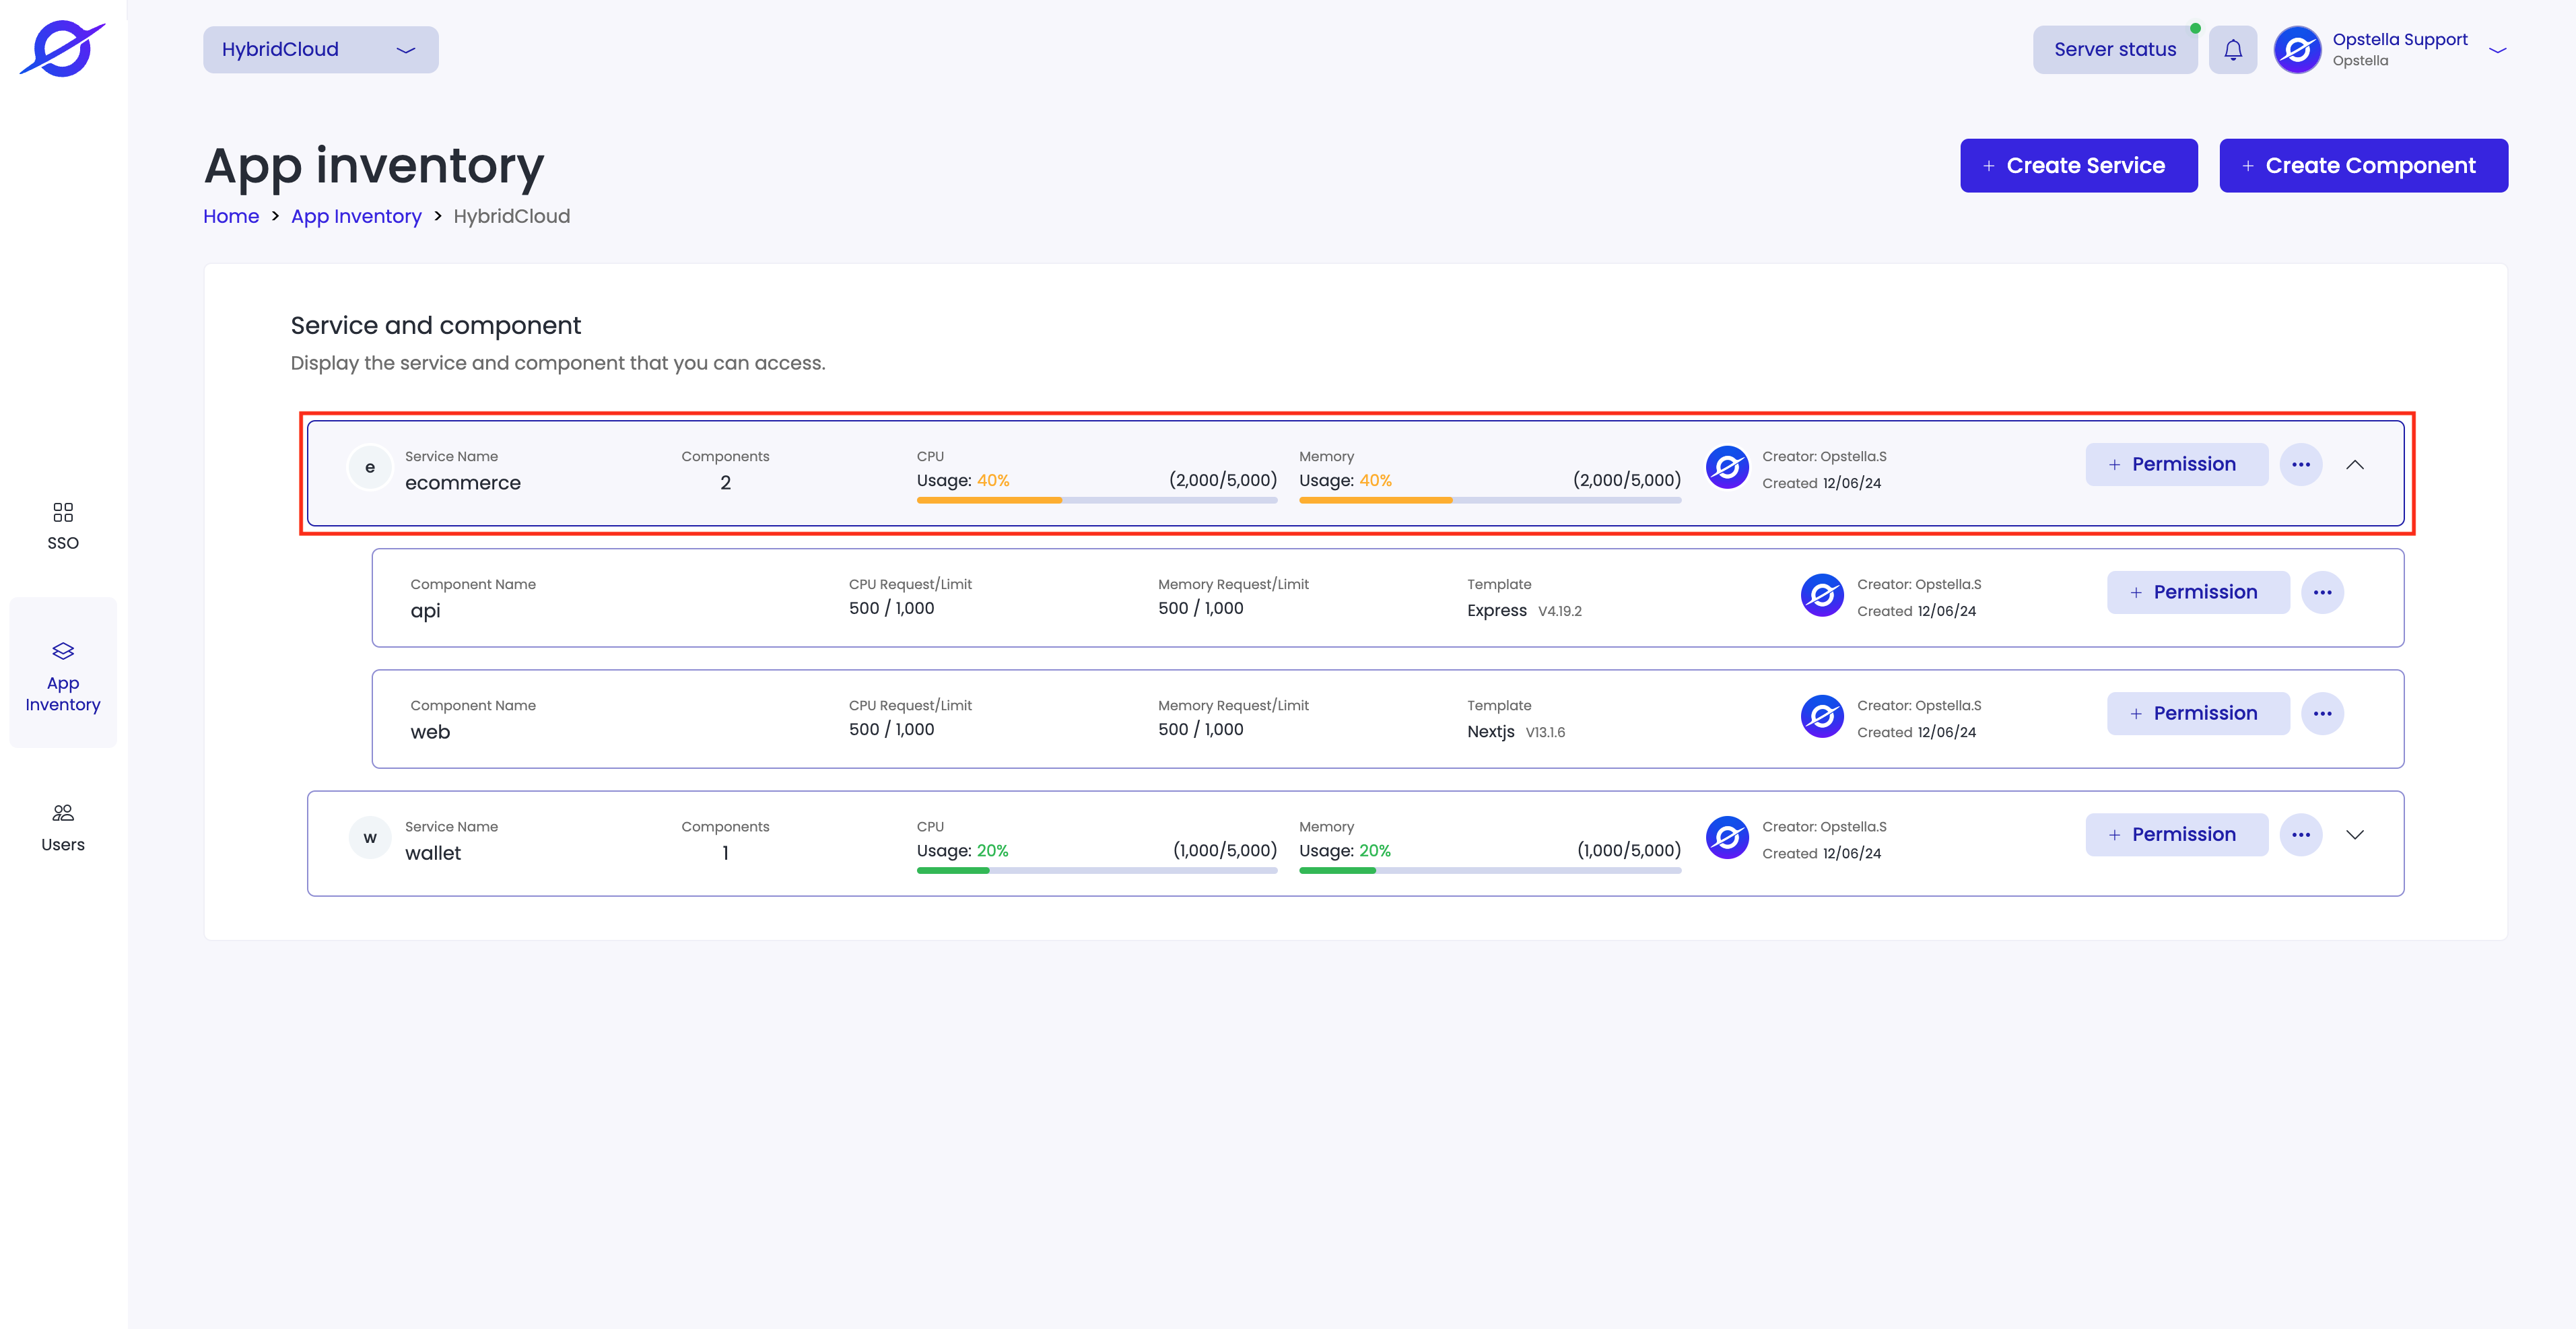 HybridCloud
Server status
Opstella Support
Opstella
App inventory
+ Create Service
+ Create Component
Home > App Inventory > HybridCloud
Service and component
Display the service and component that you can access.
SSO
App
Inventory
Users
e
Service Name
ecommerce
Components
2
CPU
Usage: 40% (2,000/5,000)
Memory
Usage: 40% (2,000/5,000)
Creator: Opstella.S
Created 12/06/24
+ Permission
Component Name
api
CPU Request/Limit
500 / 1,000
Memory Request/Limit
500 / 1,000
Template
Express V4.19.2
Creator: Opstella.S
Created 12/06/24
+ Permission
Component Name
web
CPU Request/Limit
500 / 1,000
Memory Request/Limit
500 / 1,000
Template
Nextjs V13.1.6
Creator: Opstella.S
Created 12/06/24
+ Permission
w
Service Name
wallet
Components
1
CPU
Usage: 20% (1,000/5,000)
Memory
Usage: 20% (1,000/5,000)
Creator: Opstella.S
Created 12/06/24
+ Permission